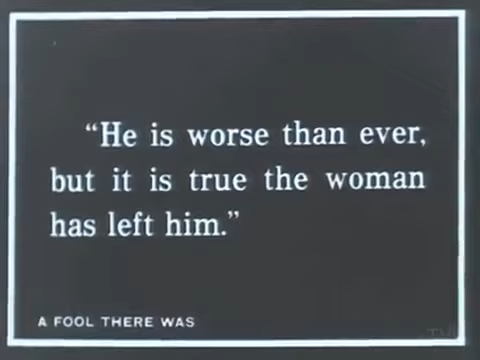 “He is worse than ever,
but it is true the woman
has left him.”
A FOOL THERE WAS